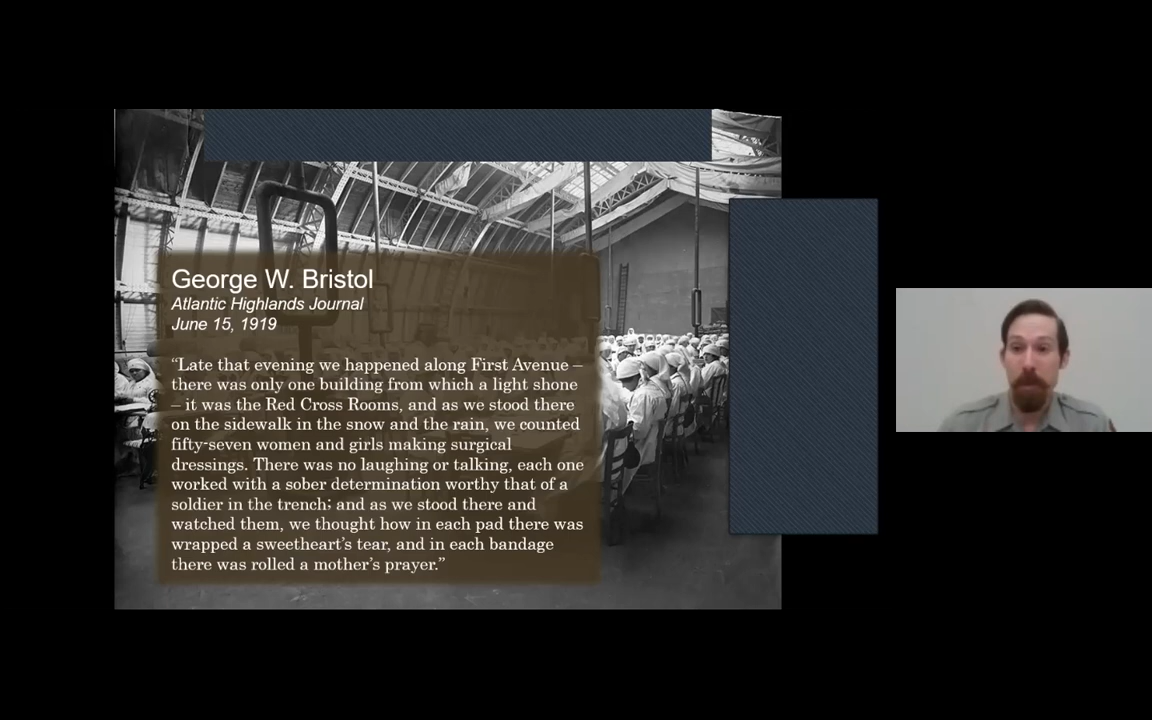 George W. Bristol
Atlantic Highlands Journal
June 15, 1919
“Late that evening we happened along First Avenue –
there was only one building from which a light shone
– it was the Red Cross Rooms, and as we stood there
on the sidewalk in the snow and the rain, we counted
fifty-seven women and girls making surgical
dressings. There was no laughing or talking, each one
worked with a sober determination worthy that of a
soldier in the trench; and as we stood there and
watched them, we thought how in each pad there was
wrapped a sweetheart’s tear, and in each bandage
there was rolled a mother’s prayer.”